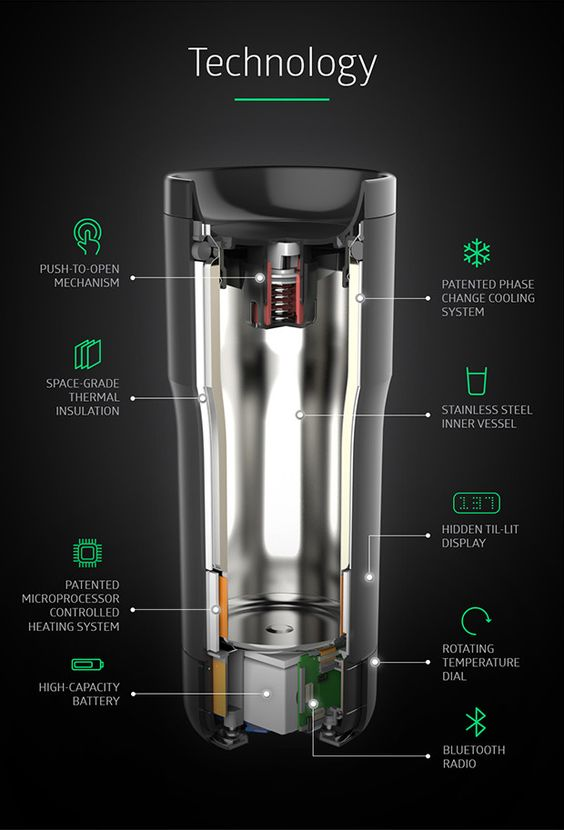 Technology
PUSH-TO-OPEN
MECHANISM
PATENTED PHASE
CHANGE COOLING
SYSTEM
SPACE-GRADE
THERMAL
INSULATION
STAINLESS STEEL
INNER VESSEL
137
HIDDEN TIL-LIT
DISPLAY
PATENTED
MICROPROCESSOR
CONTROLLED
HEATING SYSTEM
ROTATING
TEMPERATURE
DIAL
HIGH-CAPACITY
BATTERY
BLUETOOTH
RADIO